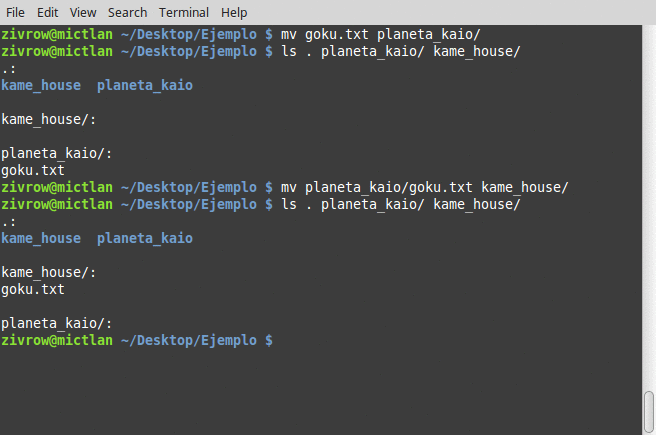 File Edit View Search Terminal Help
zivrow@mictlan ~/Desktop/Ejemplo $ mv goku.txt planeta_kaio/
zivrow@mictlan ~/Desktop/Ejemplo $ ls . planeta_kaio/ kame_house/
.:
kame_house  planeta_kaio
kame_house/:
planeta_kaio/:
goku.txt
zivrow@mictlan ~/Desktop/Ejemplo $ mv planeta_kaio/goku.txt kame_house/
zivrow@mictlan ~/Desktop/Ejemplo $ ls . planeta_kaio/ kame_house/
.:
kame_house  planeta_kaio
kame_house/:
goku.txt
planeta_kaio/:
zivrow@mictlan ~/Desktop/Ejemplo $